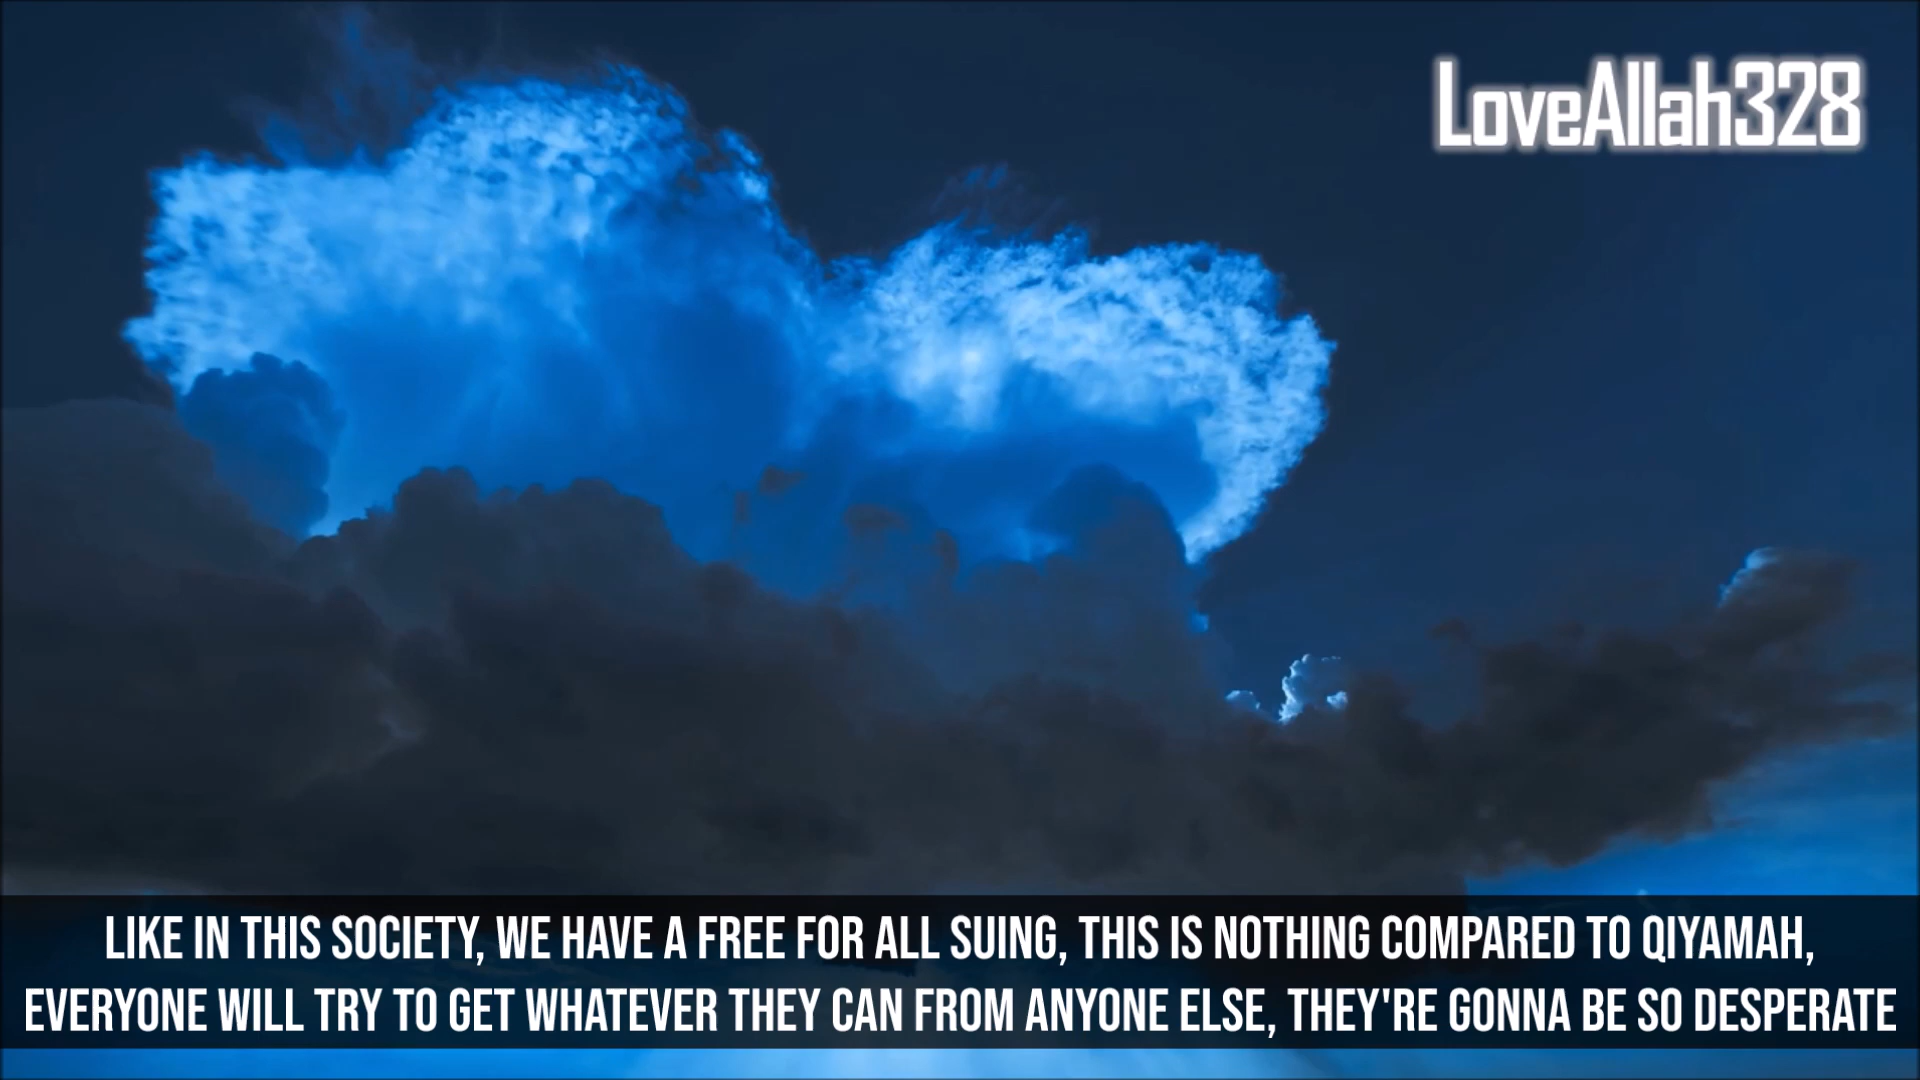 LoveAllah328
LIKE IN THIS SOCIETY, WE HAVE A FREE FOR ALL SUING, THIS IS NOTHING COMPARED TO QIYAMAH,
EVERYONE WILL TRY TO GET WHATEVER THEY CAN FROM ANYONE ELSE, THEY'RE GONNA BE SO DESPERATE